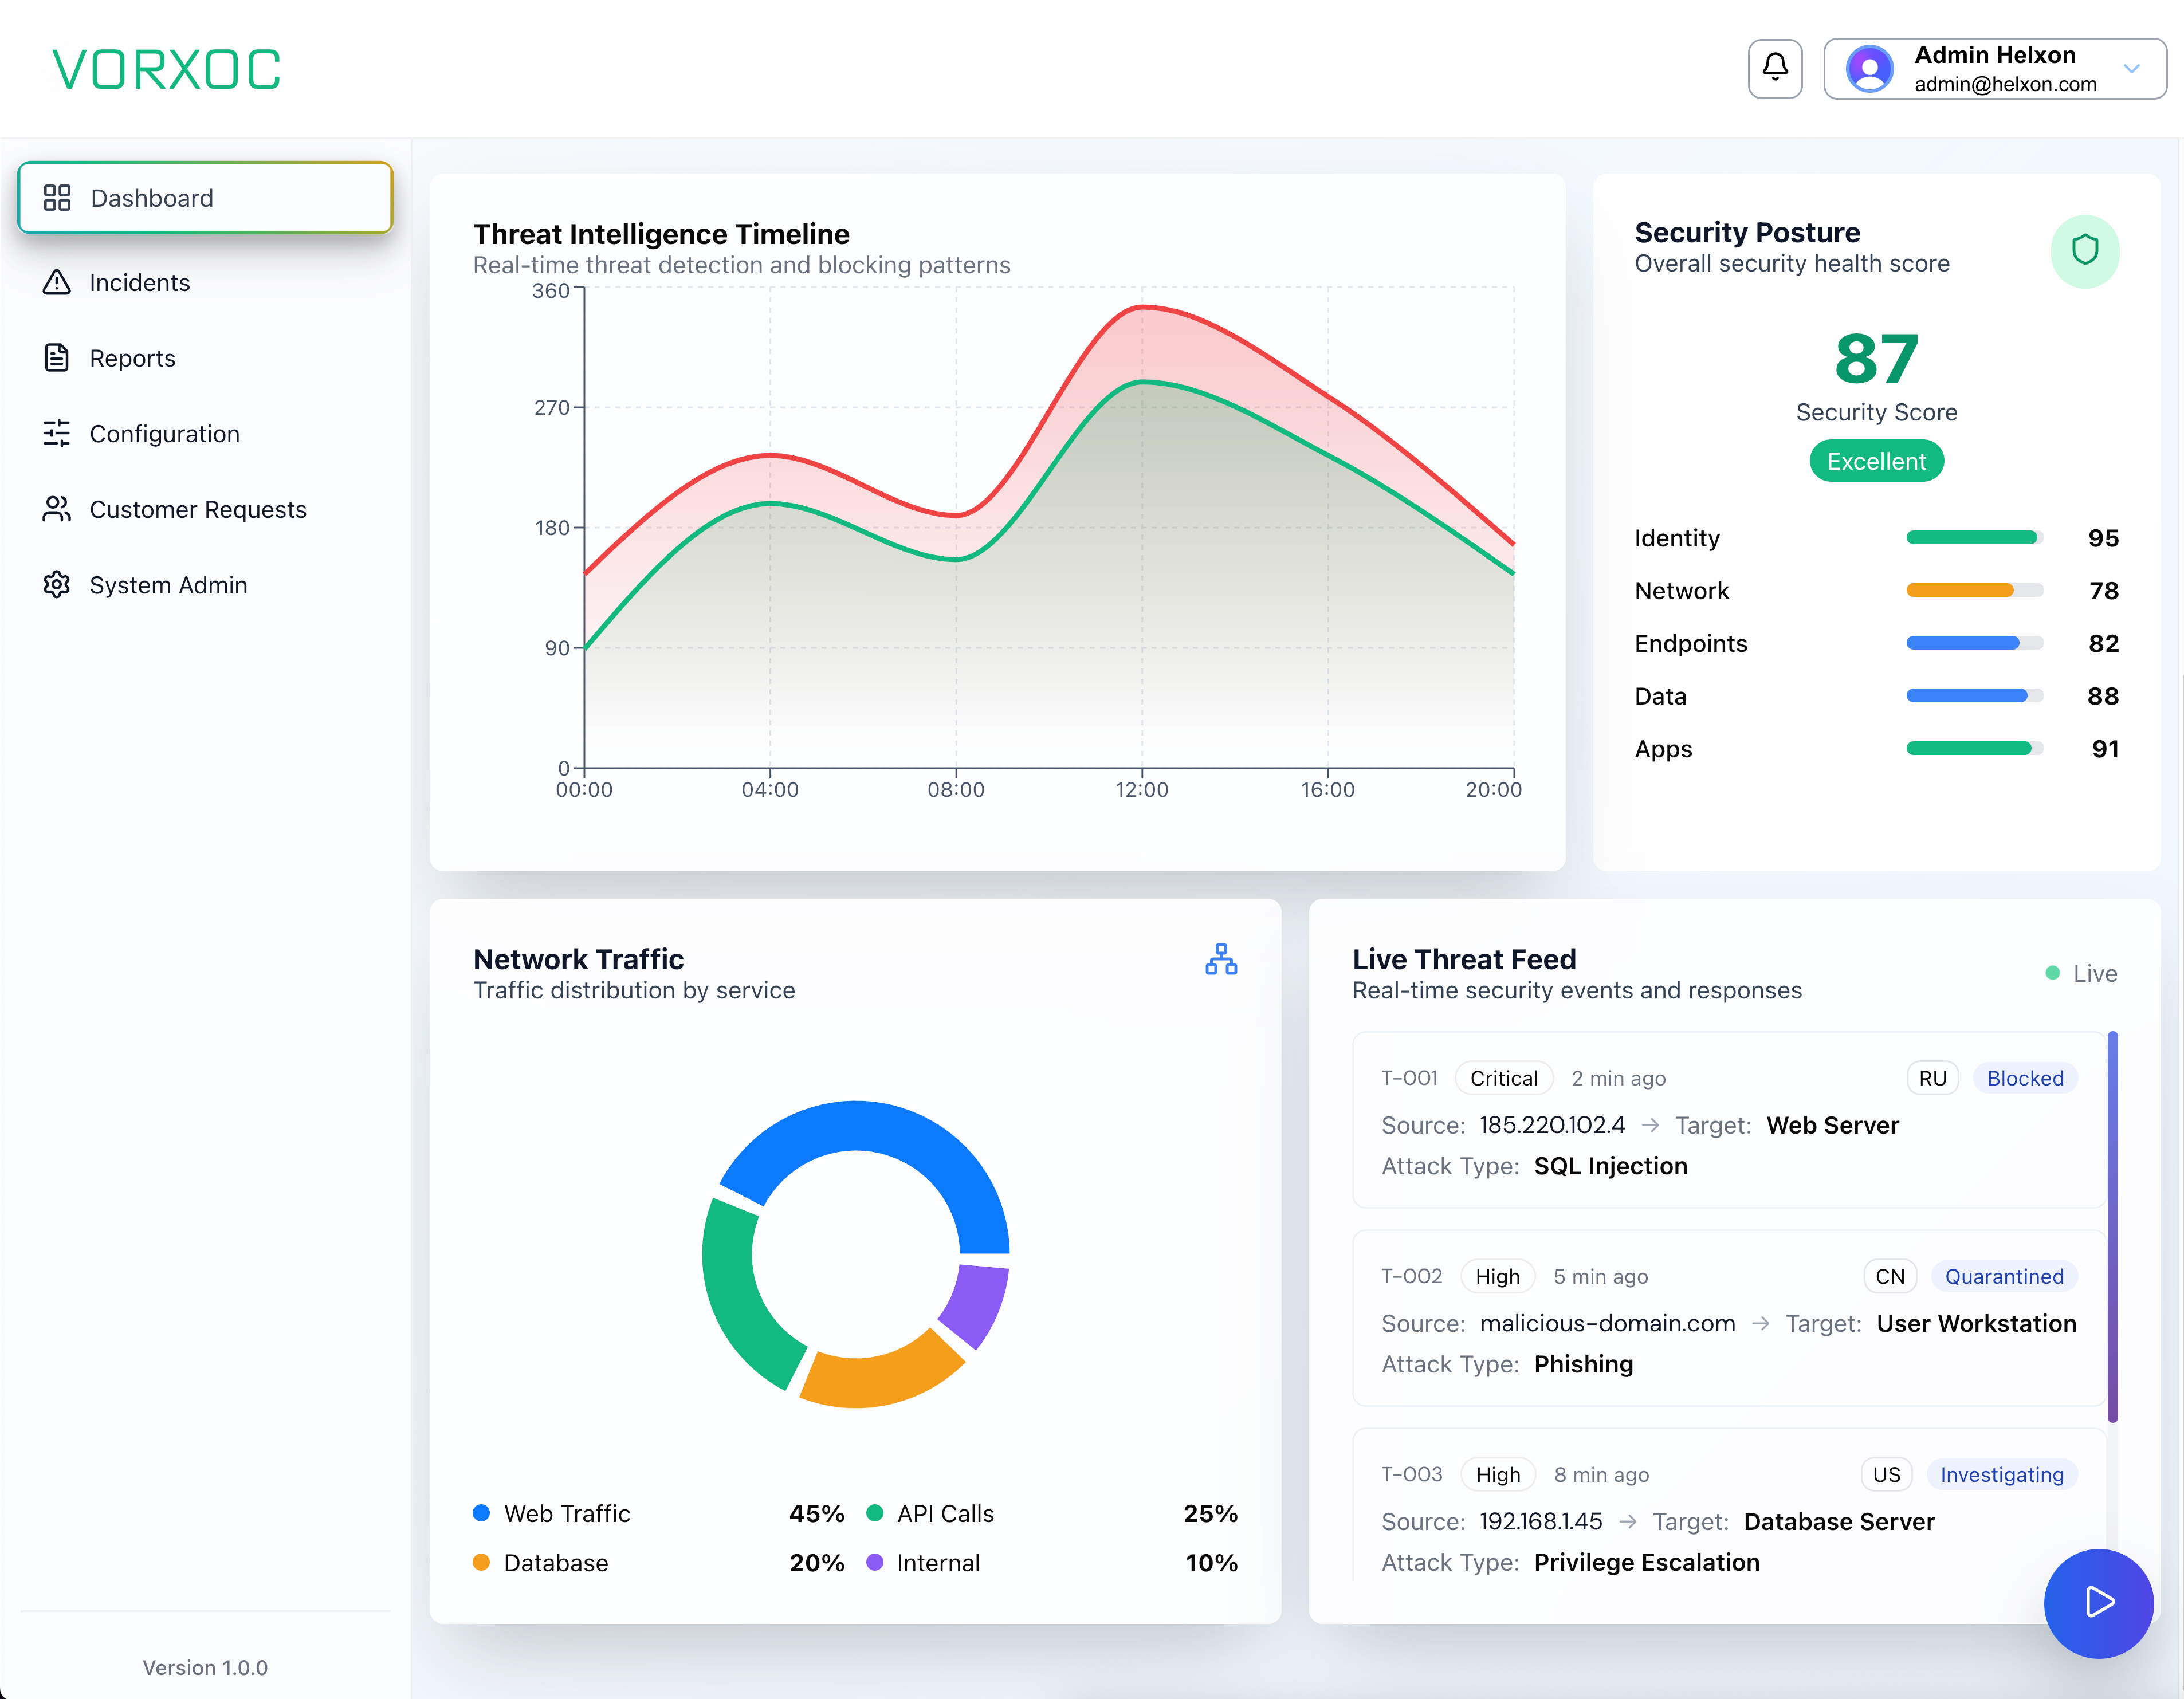 VORXOC
Admin Helxon
admin@helxon.com
Dashboard
Incidents
Reports
Configuration
Customer Requests
System Admin
Version 1.0.0
Threat Intelligence Timeline
Real-time threat detection and blocking patterns
360
270
180
90
0
00:00 04:00 08:00 12:00 16:00 20:00
Security Posture
Overall security health score
87
Security Score
Excellent
Identity 95
Network 78
Endpoints 82
Data 88
Apps 91
Network Traffic
Traffic distribution by service
Web Traffic 45% API Calls 25%
Database 20% Internal 10%
Live Threat Feed
Real-time security events and responses
Live
T-001 Critical 2 min ago RU Blocked
Source: 185.220.102.4 → Target: Web Server
Attack Type: SQL Injection
T-002 High 5 min ago CN Quarantined
Source: malicious-domain.com → Target: User Workstation
Attack Type: Phishing
T-003 High 8 min ago US Investigating
Source: 192.168.1.45 → Target: Database Server
Attack Type: Privilege Escalation